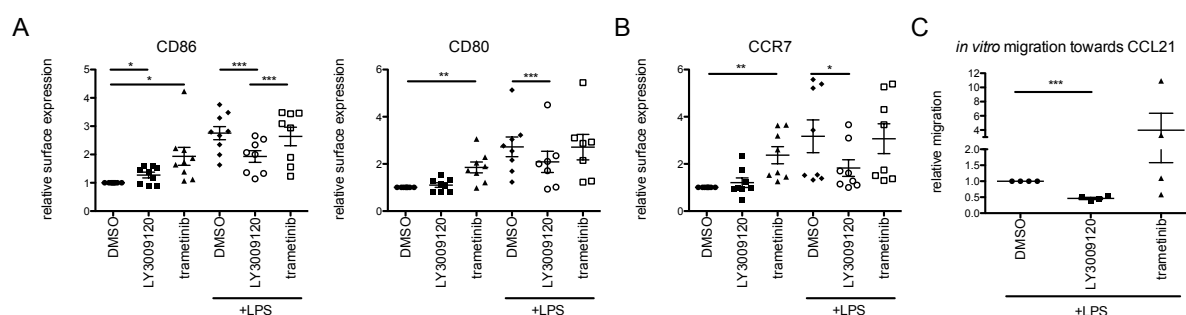 A
CD86
relative surface expression
6
5
4
3
2
1
0
*
*
***
***
DMSO
LY3009120
trametinib
DMSO
LY3009120
trametinib
+LPS
CD80
relative surface expression
6
4
2
0
**
***
DMSO
LY3009120
trametinib
DMSO
LY3009120
trametinib
+LPS
B
CCR7
relative surface expression
6
4
2
0
**
*
DMSO
LY3009120
trametinib
DMSO
LY3009120
trametinib
+LPS
C
in vitro migration towards CCL21
relative migration
12
10
8
6
4
2
2.0
1.5
1.0
0.5
0.0
***
DMSO
LY3009120
trametinib
+LPS